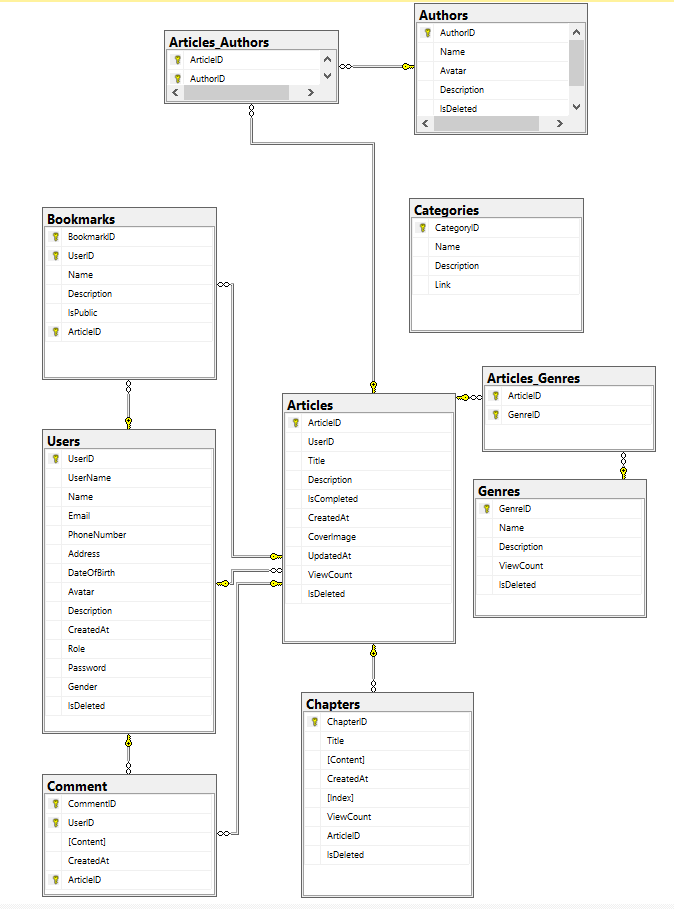 Articles_Authors
ArticleID
AuthorID
Authors
AuthorID
Name
Avatar
Description
IsDeleted
Bookmarks
BookmarkID
UserID
Name
Description
IsPublic
ArticleID
Categories
CategoryID
Name
Description
Link
Articles_Genres
ArticleID
GenreID
Articles
ArticleID
UserID
Title
Description
IsCompleted
CreatedAt
CoverImage
UpdatedAt
ViewCount
IsDeleted
Users
UserID
UserName
Name
Email
PhoneNumber
Address
DateOfBirth
Avatar
Description
CreatedAt
Role
Password
Gender
IsDeleted
Genres
GenreID
Name
Description
ViewCount
IsDeleted
Chapters
ChapterID
Title
[Content]
CreatedAt
[Index]
ViewCount
ArticleID
IsDeleted
Comment
CommentID
UserID
[Content]
CreatedAt
ArticleID